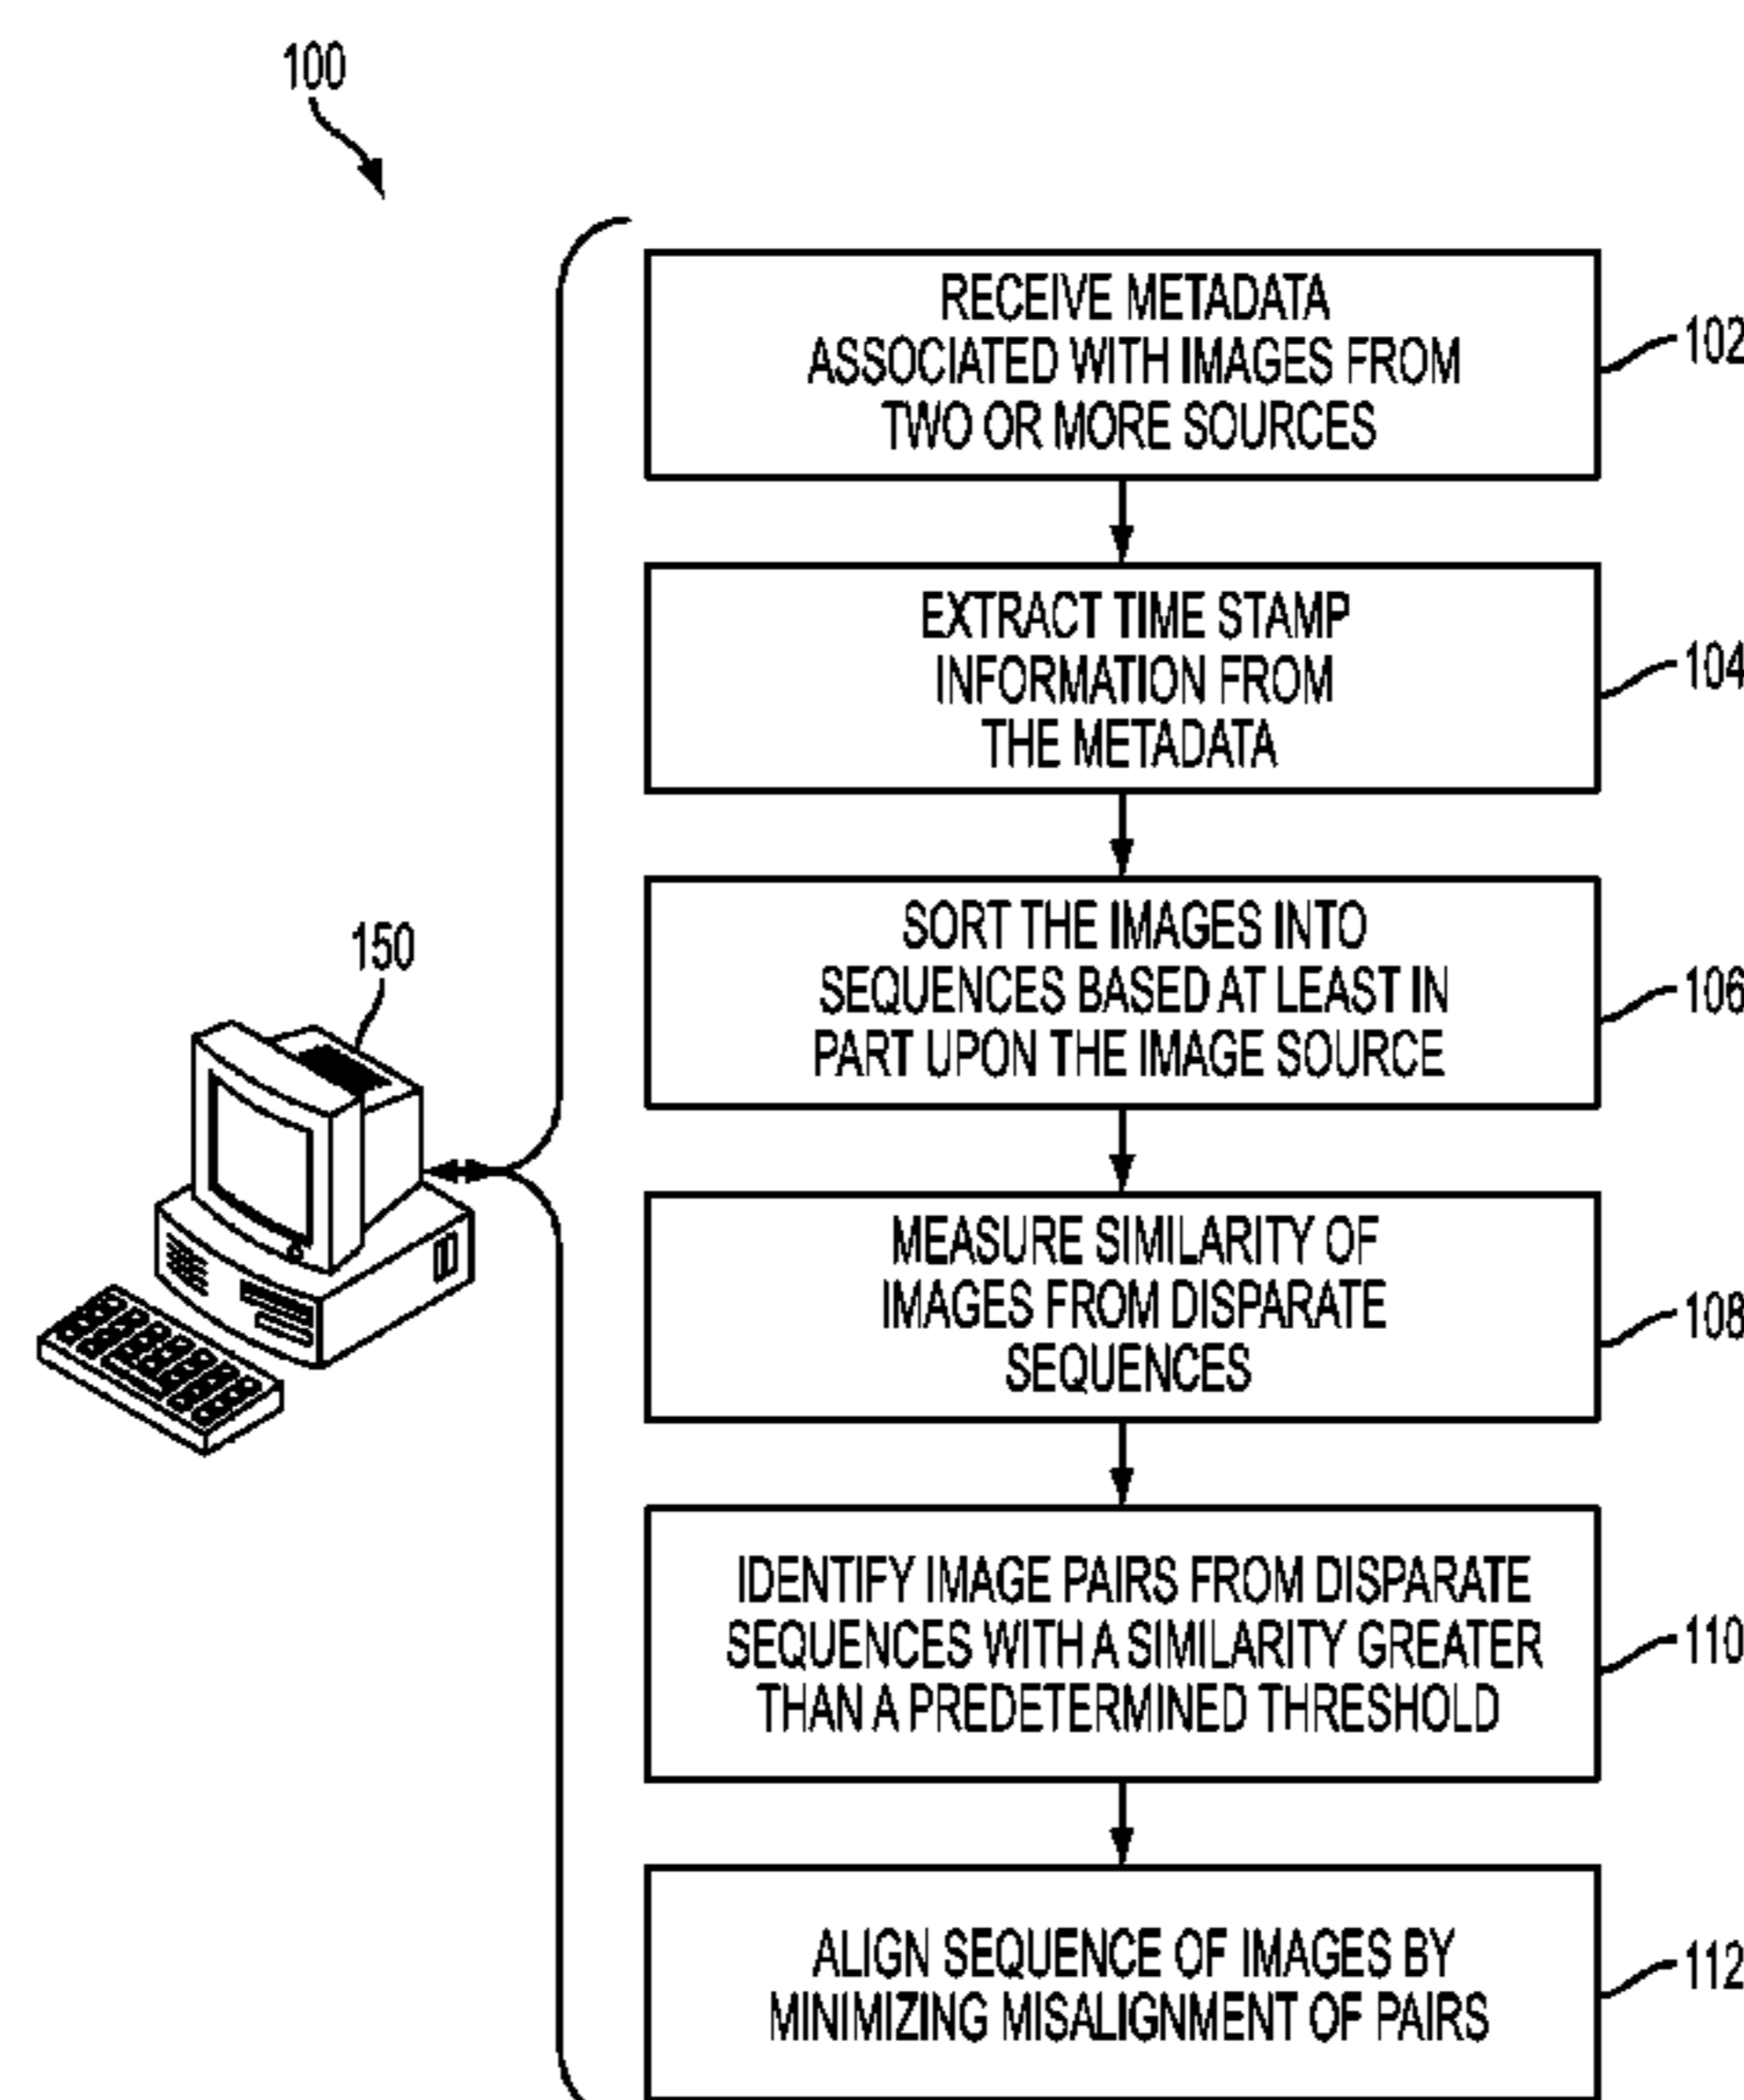 100
RECEIVE METADATA
ASSOCIATED WITH IMAGES FROM
TWO OR MORE SOURCES
102
EXTRACT TIME STAMP
INFORMATION FROM
THE METADATA
104
SORT THE IMAGES INTO
SEQUENCES BASED AT LEAST IN
PART UPON THE IMAGE SOURCE
106
150
MEASURE SIMILARITY OF
IMAGES FROM DISPARATE
SEQUENCES
108
IDENTIFY IMAGE PAIRS FROM DISPARATE
SEQUENCES WITH A SIMILARITY GREATER
THAN A PREDETERMINED THRESHOLD
110
ALIGN SEQUENCE OF IMAGES BY
MINIMIZING MISALIGNMENT OF PAIRS
112